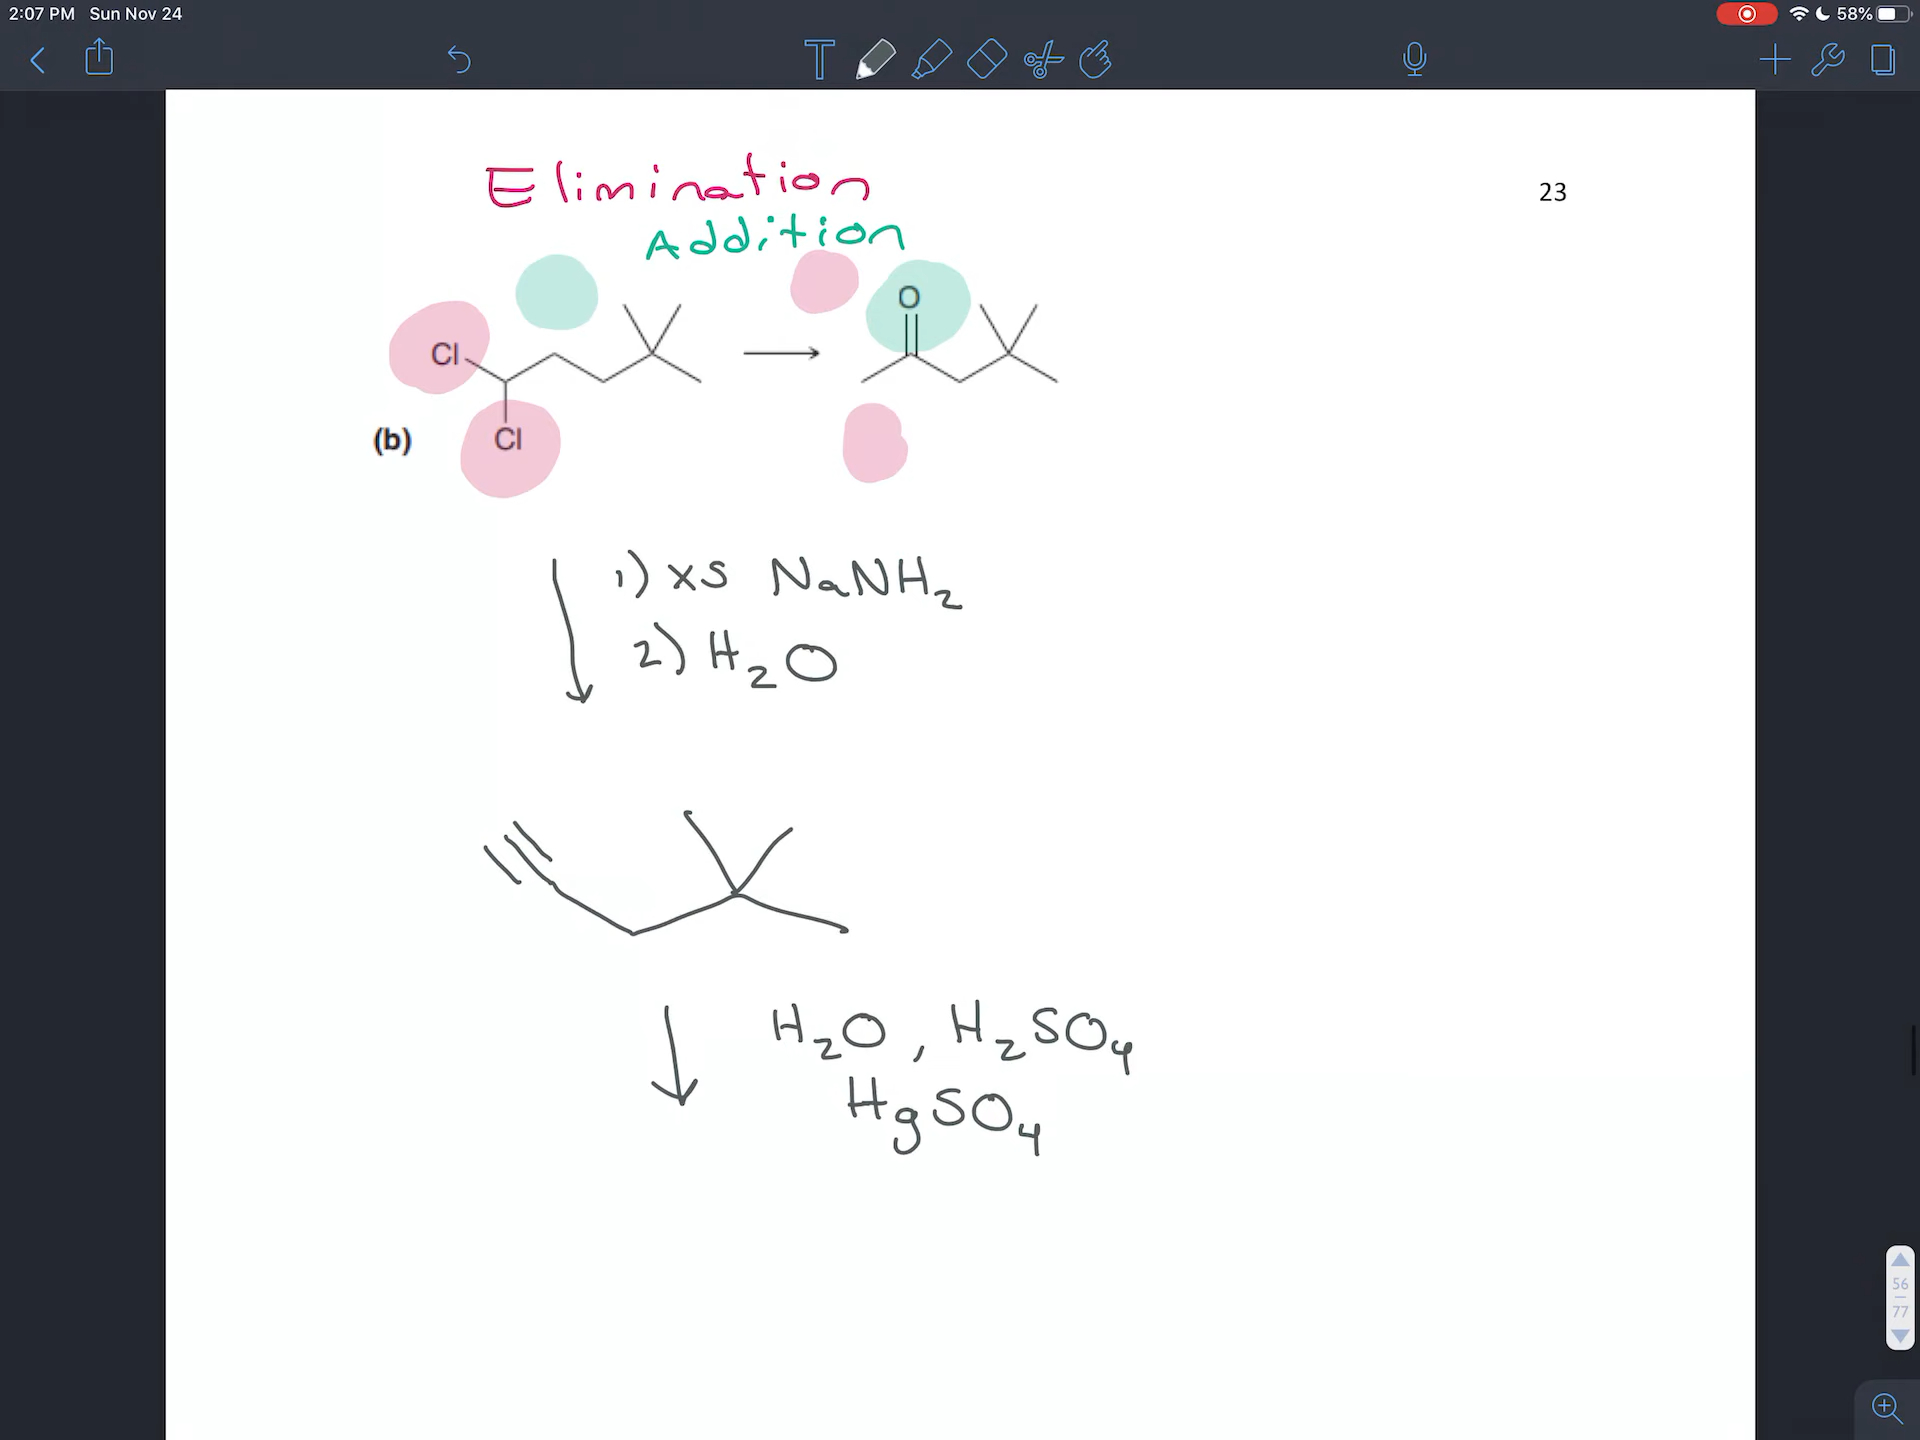 2:07 PM Sun Nov 24
58%
T
Elimination
23
Addition
O
Cl
(b)
Cl
1) xs NaNH₂
2) H₂O
H₂O, H₂SO₄
HgSO₄
56
77